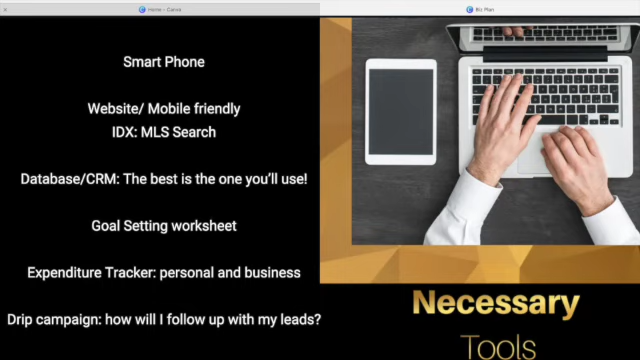 Home – Canva
Biz Plan
Smart Phone
Website/ Mobile friendly
IDX: MLS Search
Database/CRM: The best is the one you'll use!
Goal Setting worksheet
Expenditure Tracker: personal and business
Drip campaign: how will I follow up with my leads?
Necessary
Tools